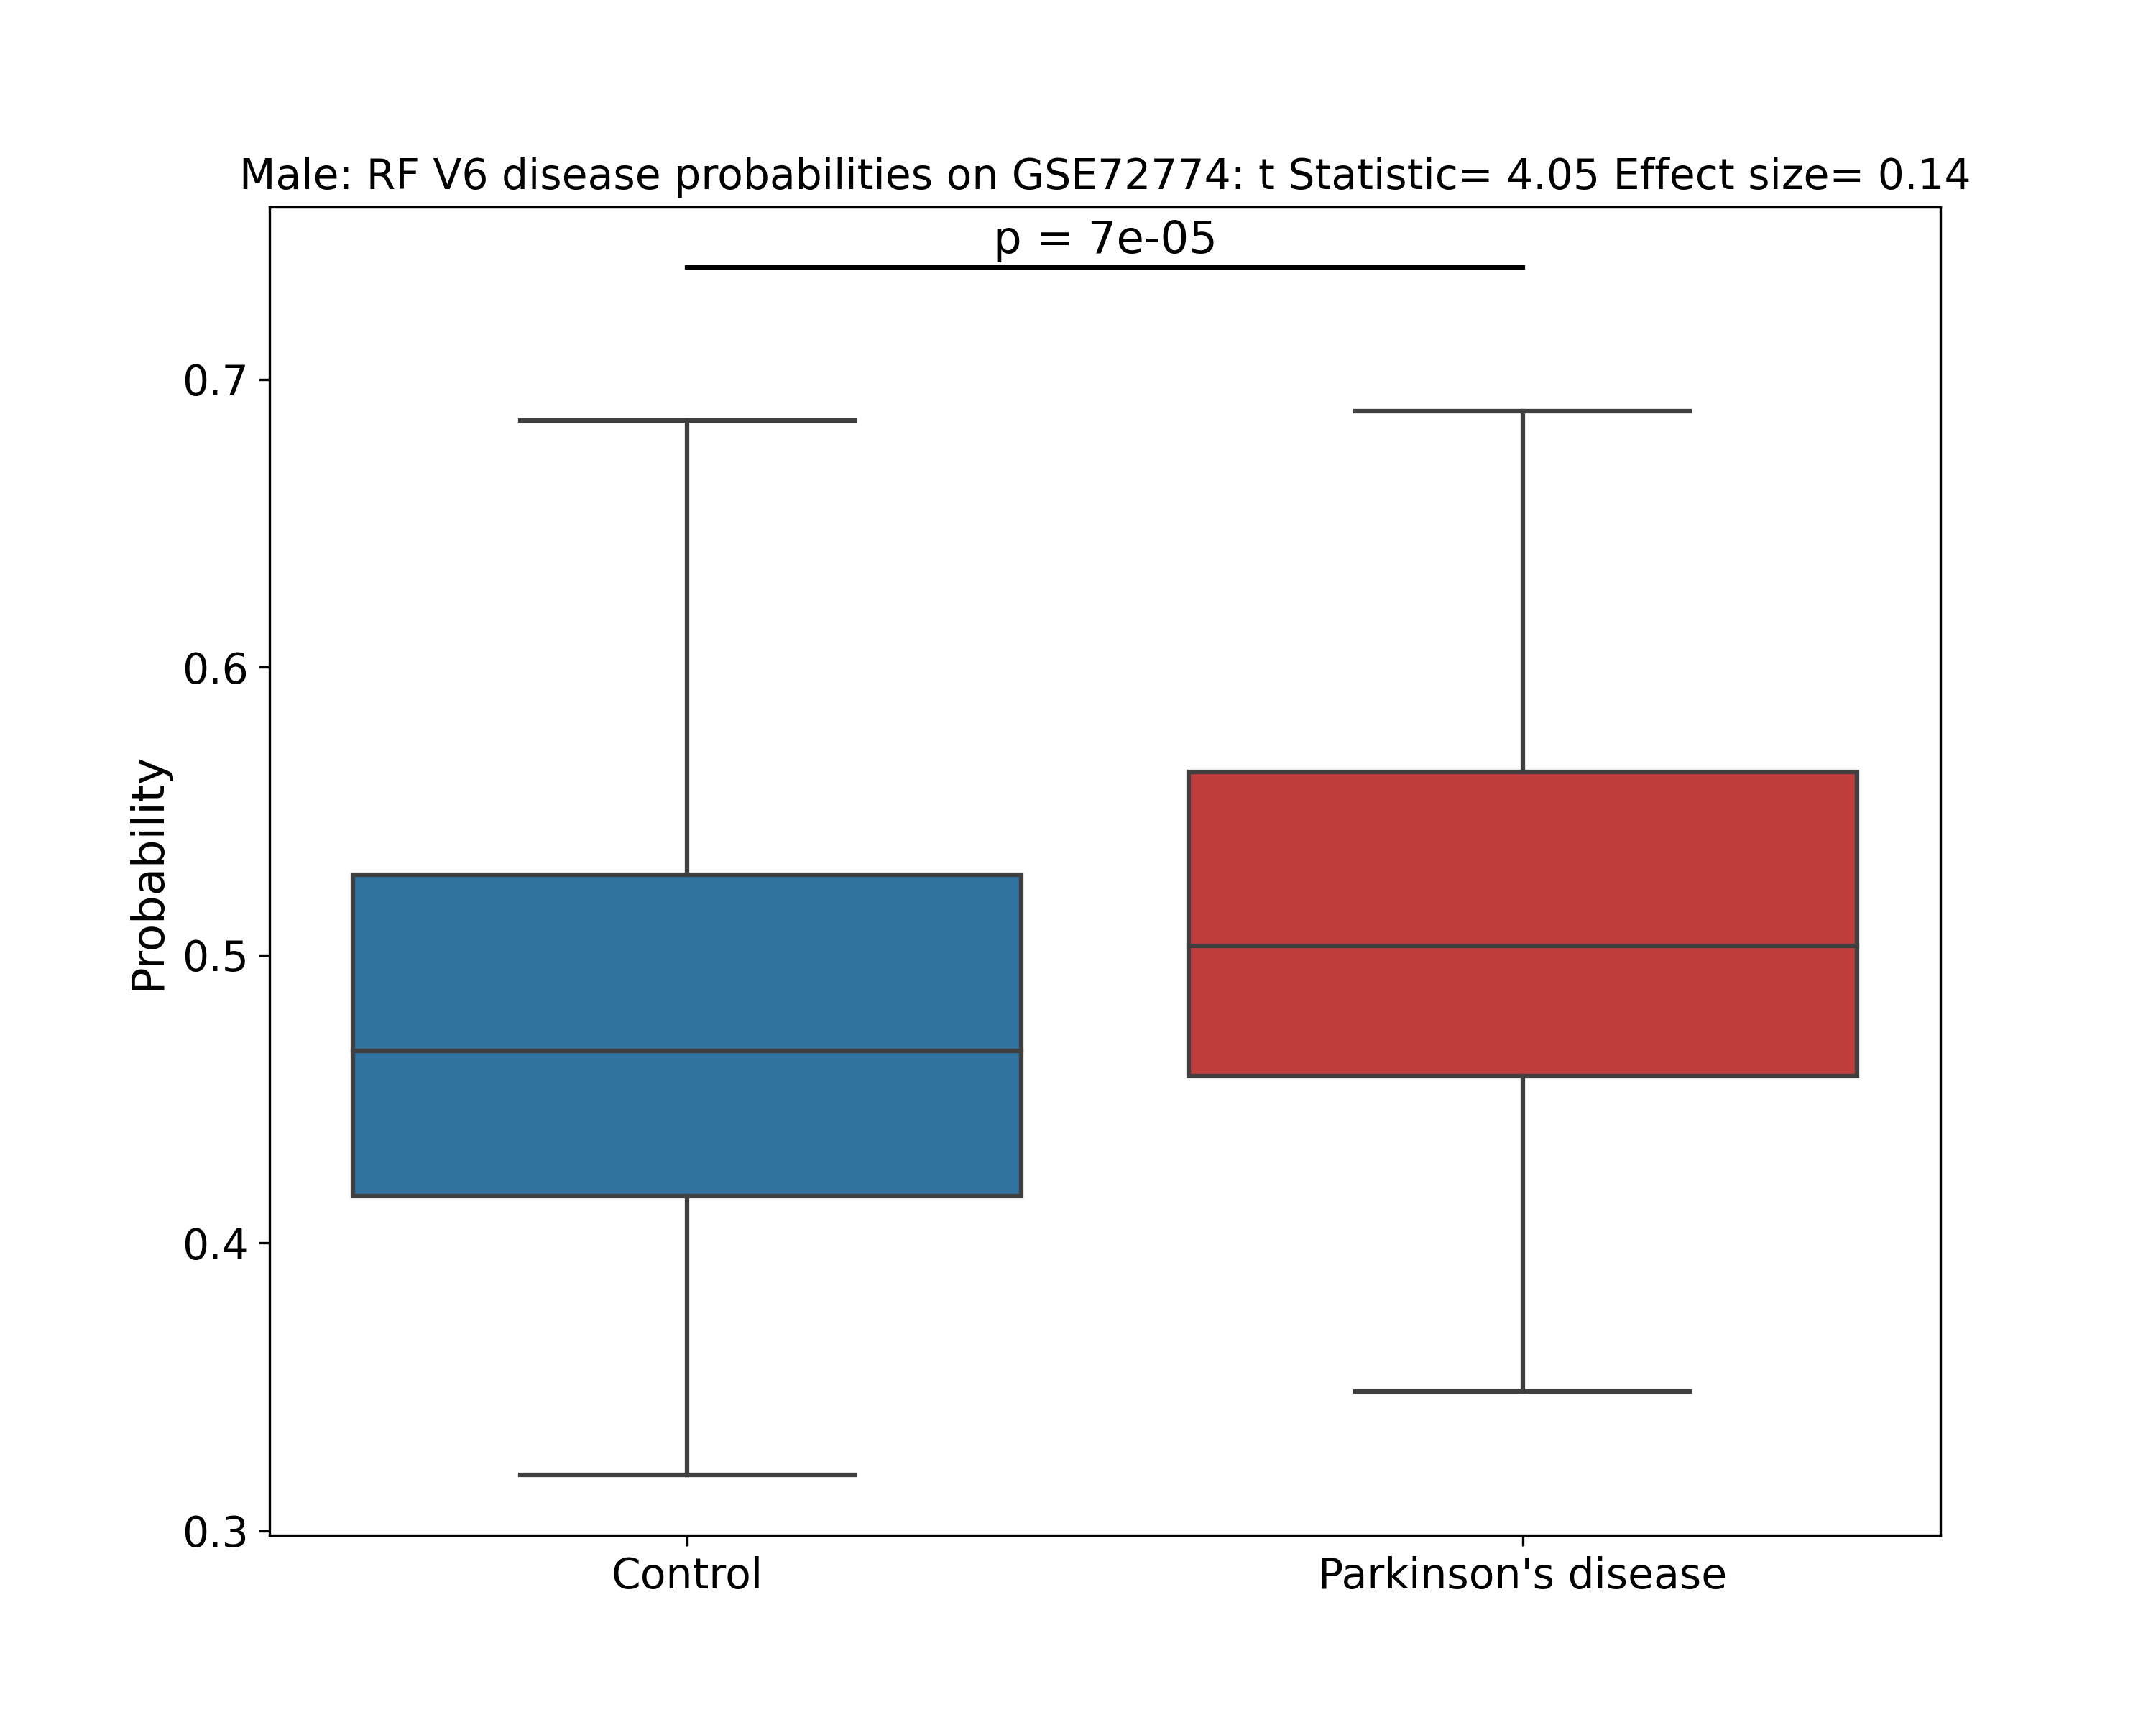 Male: RF V6 disease probabilities on GSE72774: t Statistic= 4.05 Effect size= 0.14
p = 7e-05
0.7
0.6
0.5
0.4
0.3
Probability
Control
Parkinson's disease